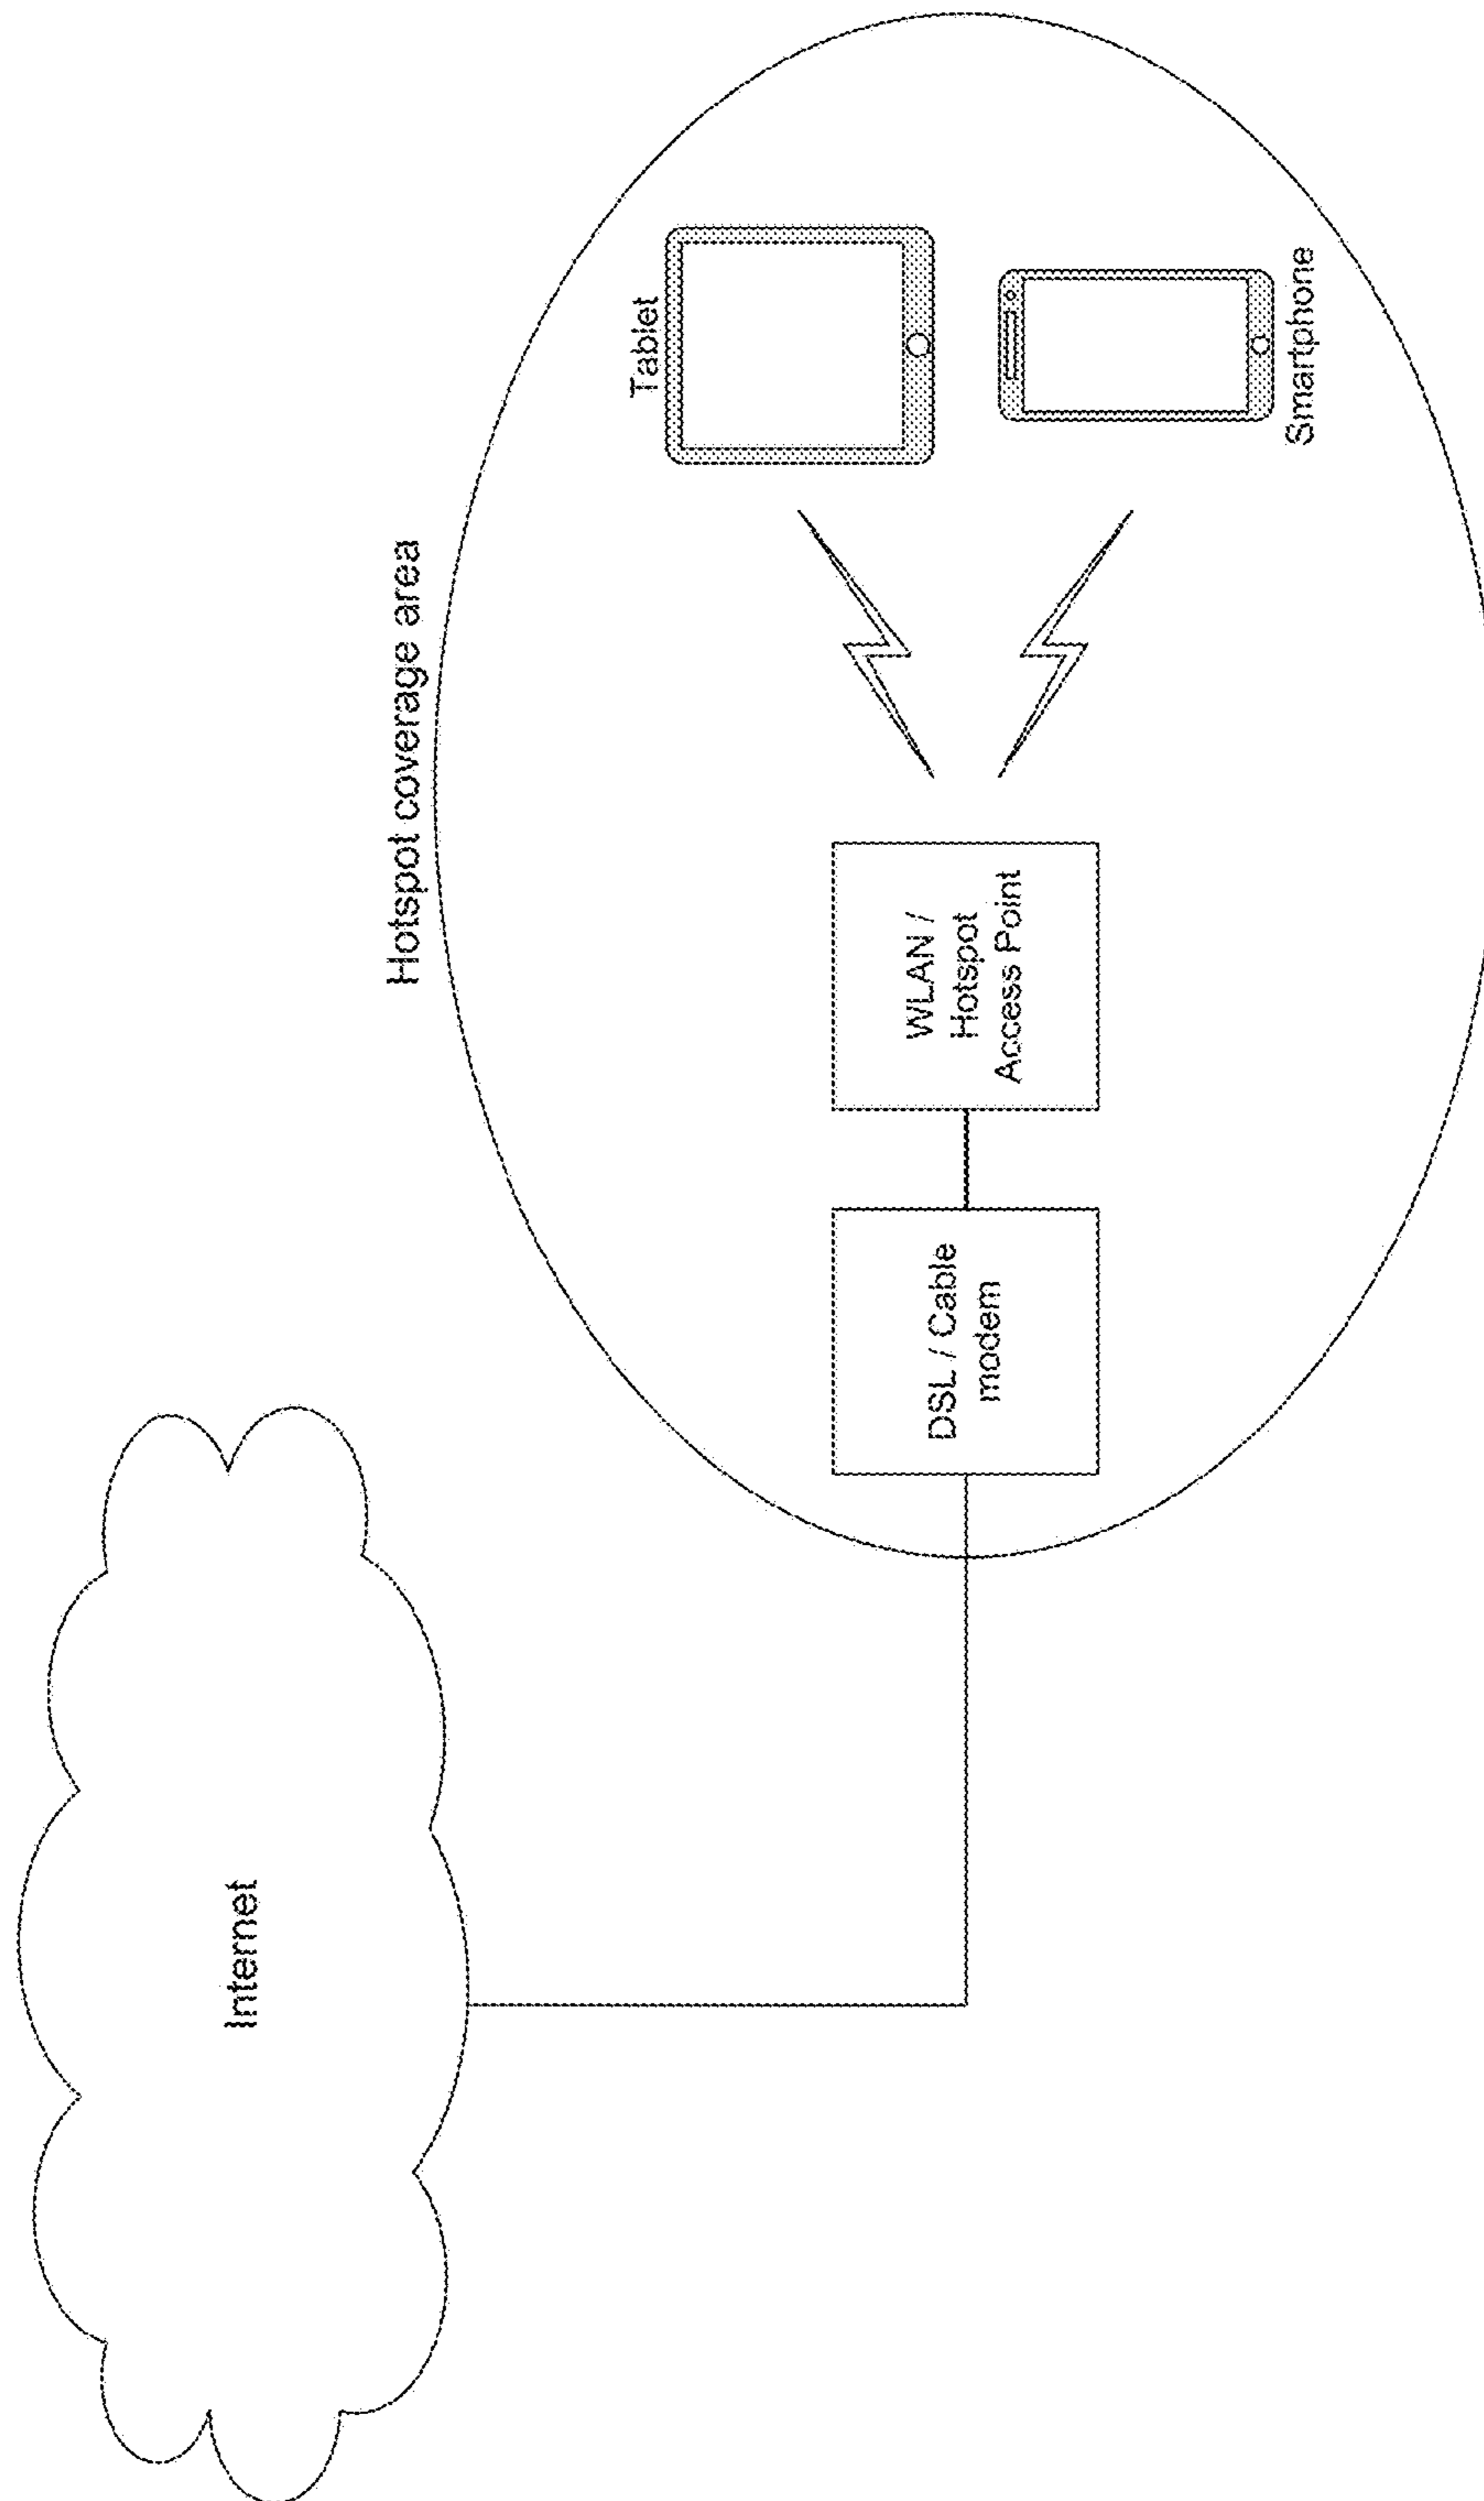 Internet
Hotspot coverage area
DSL / Cable
modem
WLAN /
Hotspot
Access Point
Tablet
Smartphone